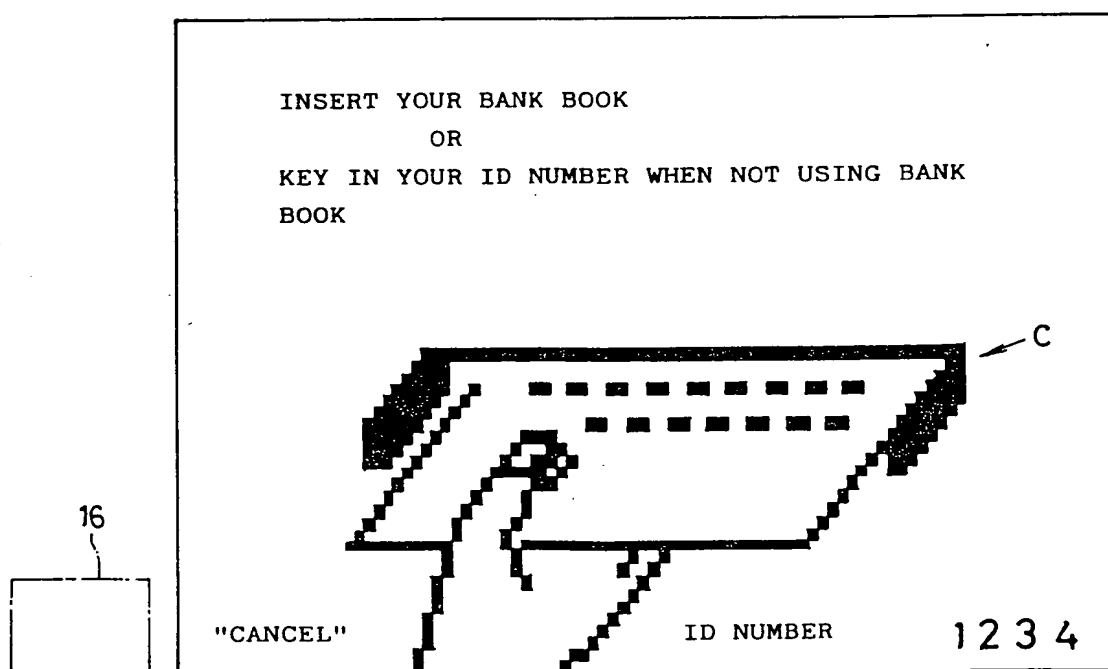 INSERT YOUR BANK BOOK
OR
KEY IN YOUR ID NUMBER WHEN NOT USING BANK
BOOK
C
16
"CANCEL" ID NUMBER 1234